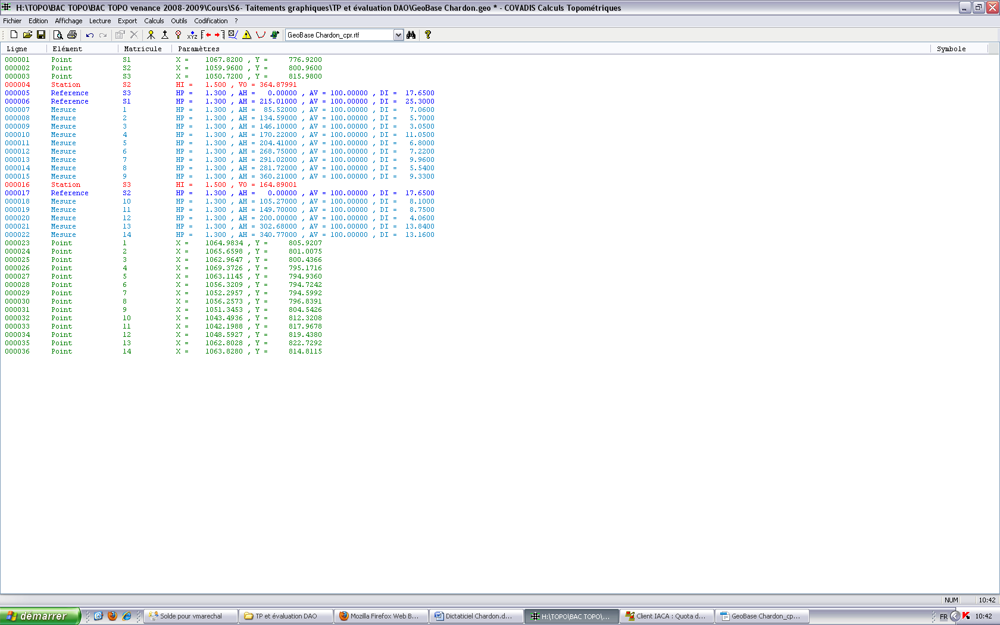 H:\TOPO\BAC TOPO\BAC TOPO venance 2008-2009\Cours\S6- Taitements graphiques\TP et évaluation DAO\GeoBase Chardon.geo * - COVADIS Calculs Topométriques
Fichier Edition Affichage Lecture Export Calculs Outils Codification ?
GeoBase Chardon_cpr.rtf
Ligne Elément Matricule Paramètres Symbole
000001 Point S1 X = 1067.8200 , Y = 776.9200
000002 Point S2 X = 1059.9600 , Y = 800.9600
000003 Point S3 X = 1050.7200 , Y = 815.9800
000004 Station S2 HI = 1.500 , V0 = 364.87991
000005 Reference S3 HP = 1.300 , AH = 0.00000 , AV = 100.00000 , DI = 17.6500
000006 Reference S1 HP = 1.300 , AH = 215.01000 , AV = 100.00000 , DI = 25.3000
000007 Mesure 1 HP = 1.300 , AH = 85.52000 , AV = 100.00000 , DI = 7.0600
000008 Mesure 2 HP = 1.300 , AH = 134.59000 , AV = 100.00000 , DI = 5.7000
000009 Mesure 3 HP = 1.300 , AH = 146.10000 , AV = 100.00000 , DI = 3.0500
000010 Mesure 4 HP = 1.300 , AH = 170.22000 , AV = 100.00000 , DI = 11.0500
000011 Mesure 5 HP = 1.300 , AH = 204.41000 , AV = 100.00000 , DI = 6.8000
000012 Mesure 6 HP = 1.300 , AH = 268.75000 , AV = 100.00000 , DI = 7.2200
000013 Mesure 7 HP = 1.300 , AH = 291.02000 , AV = 100.00000 , DI = 9.9600
000014 Mesure 8 HP = 1.300 , AH = 281.72000 , AV = 100.00000 , DI = 5.5400
000015 Mesure 9 HP = 1.300 , AH = 360.21000 , AV = 100.00000 , DI = 9.3300
000016 Station S3 HI = 1.500 , V0 = 164.89001
000017 Reference S2 HP = 1.300 , AH = 0.00000 , AV = 100.00000 , DI = 17.6500
000018 Mesure 10 HP = 1.300 , AH = 105.27000 , AV = 100.00000 , DI = 8.1000
000019 Mesure 11 HP = 1.300 , AH = 149.70000 , AV = 100.00000 , DI = 8.7500
000020 Mesure 12 HP = 1.300 , AH = 200.00000 , AV = 100.00000 , DI = 4.0600
000021 Mesure 13 HP = 1.300 , AH = 302.68000 , AV = 100.00000 , DI = 13.8400
000022 Mesure 14 HP = 1.300 , AH = 340.77000 , AV = 100.00000 , DI = 13.1600
000023 Point 1 X = 1064.9834 , Y = 805.9207
000024 Point 2 X = 1065.6598 , Y = 801.0075
000025 Point 3 X = 1062.9647 , Y = 800.4366
000026 Point 4 X = 1069.3726 , Y = 795.1716
000027 Point 5 X = 1063.1145 , Y = 794.9360
000028 Point 6 X = 1056.3209 , Y = 794.7242
000029 Point 7 X = 1052.2957 , Y = 794.5992
000030 Point 8 X = 1056.2573 , Y = 796.8391
000031 Point 9 X = 1051.3453 , Y = 804.5426
000032 Point 10 X = 1043.4936 , Y = 812.3208
000033 Point 11 X = 1042.1988 , Y = 817.9678
000034 Point 12 X = 1048.5927 , Y = 819.4380
000035 Point 13 X = 1062.8028 , Y = 822.7292
000036 Point 14 X = 1063.8280 , Y = 814.8115
NUM 10:42
démarrer Solde pour vmarechal TP et évaluation DAO Mozilla Firefox Web B... Dictaticiel Chardon.d... H:\TOPO\BAC TOPO\... Client IACA : Quota d... GeoBase Chardon_cp... FR 10:42